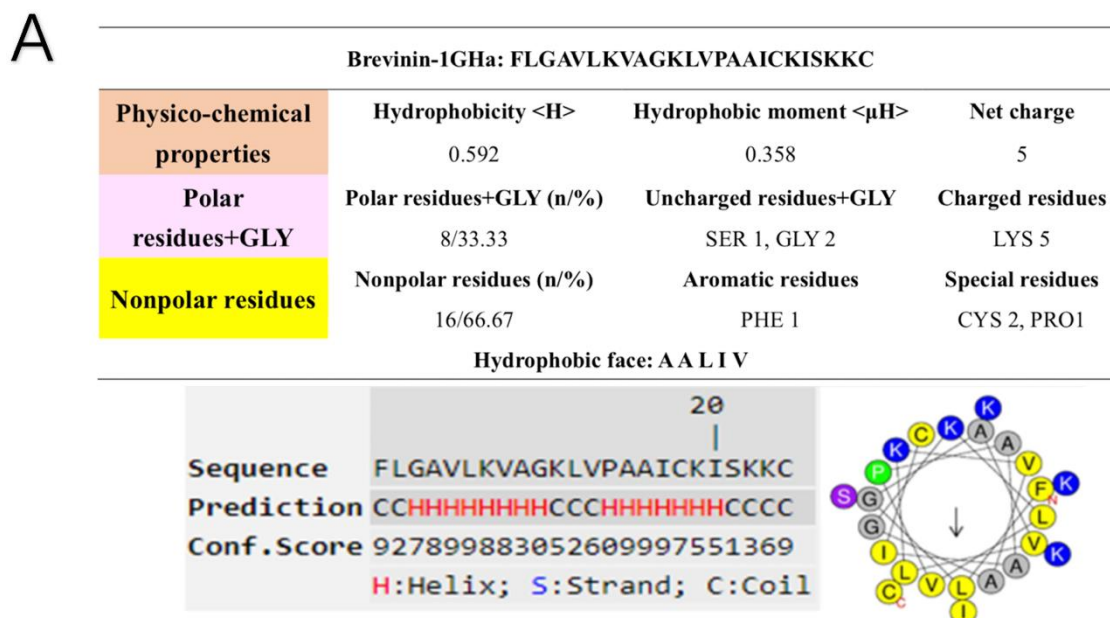 A
Brevinin-1GHa: FLGAVLKVAGKLVPAAICKISKKC
Physico-chemical properties
Hydrophobicity <H>
Hydrophobic moment <μH>
Net charge
0.592
0.358
5
Polar residues+GLY
Polar residues+GLY (n/%)
Uncharged residues+GLY
Charged residues
8/33.33
SER 1, GLY 2
LYS 5
Nonpolar residues
Nonpolar residues (n/%)
Aromatic residues
Special residues
16/66.67
PHE 1
CYS 2, PRO1
Hydrophobic face: A A L I V
20
|
Sequence FLGAVLKVAGKLVPAAICKISKKC
Prediction CCHHHHHHHHCCCHHHHHHHCCCC
Conf.Score 927899883052609997551369
H:Helix; S:Strand; C:Coil
K
K C K A A
P V
S G F K
N
G L
I V K
C L V L A A
C
I